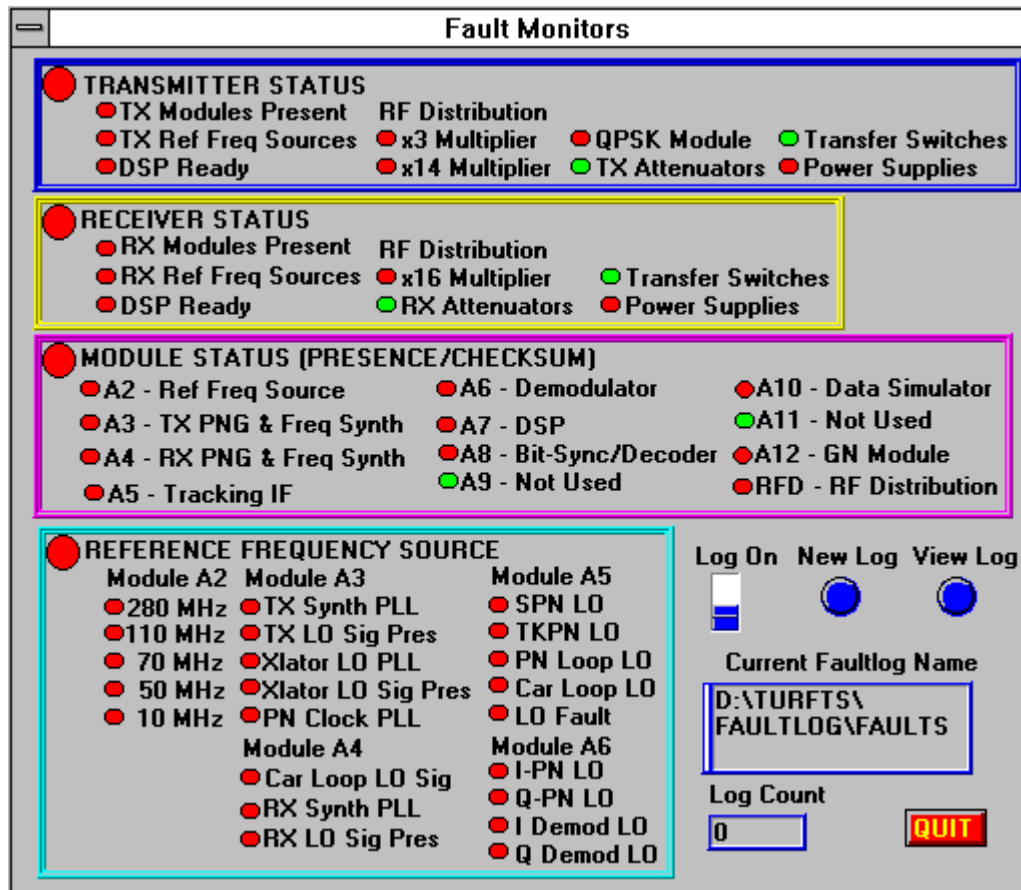 Fault Monitors
TRANSMITTER STATUS
TX Modules Present RF Distribution
TX Ref Freq Sources x3 Multiplier QPSK Module Transfer Switches
DSP Ready x14 Multiplier TX Attenuators Power Supplies
RECEIVER STATUS
RX Modules Present RF Distribution
RX Ref Freq Sources x16 Multiplier Transfer Switches
DSP Ready RX Attenuators Power Supplies
MODULE STATUS (PRESENCE/CHECKSUM)
A2 - Ref Freq Source A6 - Demodulator A10 - Data Simulator
A3 - TX PNG & Freq Synth A7 - DSP A11 - Not Used
A4 - RX PNG & Freq Synth A8 - Bit-Sync/Decoder A12 - GN Module
A5 - Tracking IF A9 - Not Used RFD - RF Distribution
REFERENCE FREQUENCY SOURCE
Module A2
280 MHz
110 MHz
70 MHz
50 MHz
10 MHz
Module A3
TX Synth PLL
TX LO Sig Pres
Xlator LO PLL
Xlator LO Sig Pres
PN Clock PLL
Module A4
Car Loop LO Sig
RX Synth PLL
RX LO Sig Pres
Module A5
SPN LO
TKPN LO
PN Loop LO
Car Loop LO
LO Fault
Module A6
I-PN LO
Q-PN LO
I Demod LO
Q Demod LO
Log On New Log View Log
Current Faultlog Name
D:\TURFTS\
FAULTLOG\FAULTS
Log Count
0
QUIT